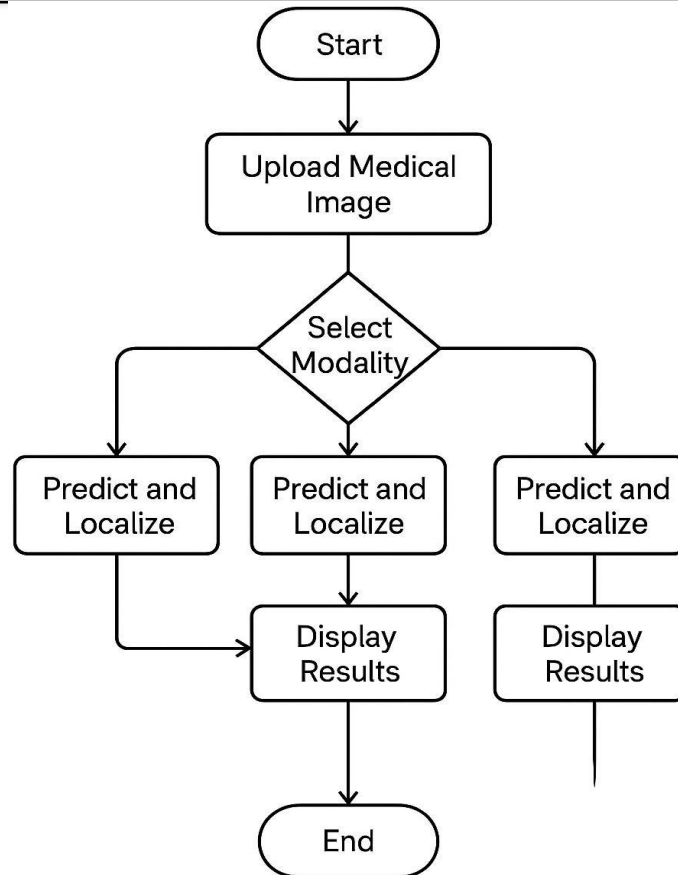 Start
Upload Medical
Image
Select
Modality
Predict and
Localize
Predict and
Localize
Predict and
Localize
Display
Results
Display
Results
End